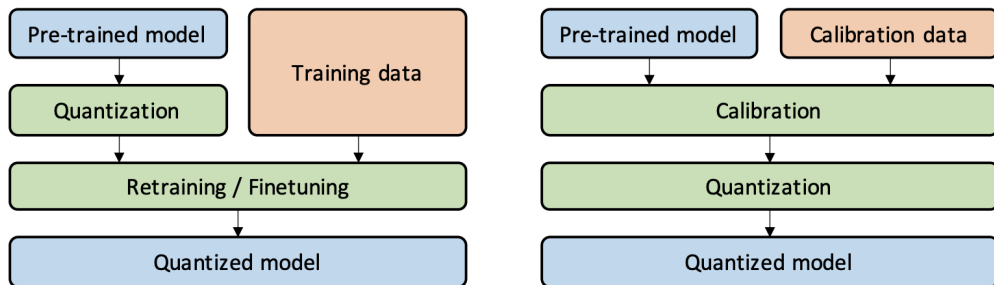 Pre-trained model
Training data
Quantization
Retraining / Finetuning
Quantized model
Pre-trained model
Calibration data
Calibration
Quantization
Quantized model